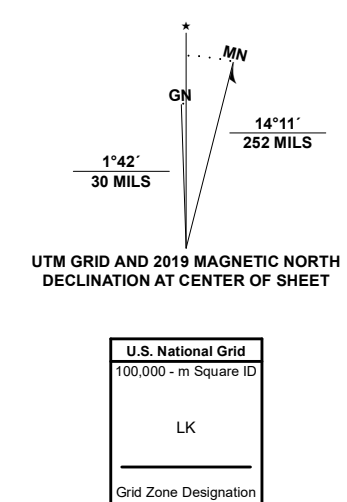 ★
MN
GN
14°11´
252 MILS
1°42´
30 MILS
UTM GRID AND 2019 MAGNETIC NORTH
DECLINATION AT CENTER OF SHEET
U.S. National Grid
100,000 - m Square ID
LK
Grid Zone Designation